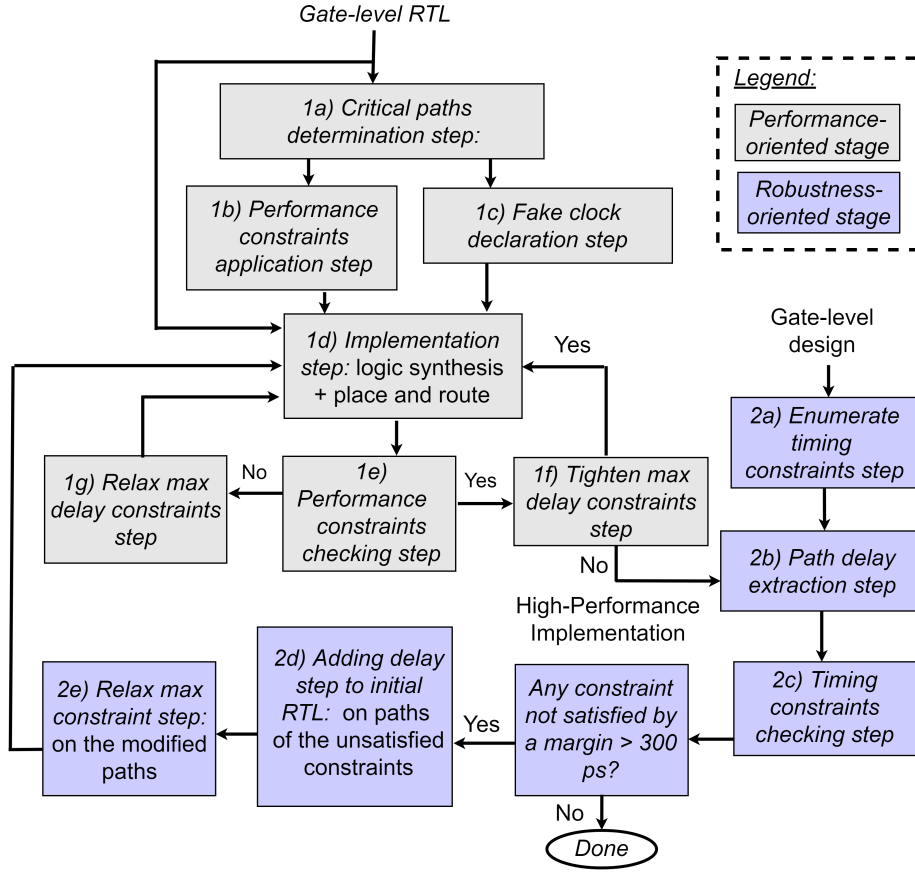 Gate-level RTL
Legend:
Performance-
oriented stage
Robustness-
oriented stage
1a) Critical paths
determination step:
1b) Performance
constraints
application step
1c) Fake clock
declaration step
1d) Implementation
step: logic synthesis
+ place and route
Yes
Gate-level
design
2a) Enumerate
timing
constraints step
1g) Relax max
delay constraints
step
No
1e)
Performance
constraints
checking step
Yes
1f) Tighten max
delay constraints
step
No
2b) Path delay
extraction step
High-Performance
Implementation
2e) Relax max
constraint step:
on the modified
paths
2d) Adding delay
step to initial
RTL: on paths
of the unsatisfied
constraints
Yes
Any constraint
not satisfied by
a margin > 300
ps?
2c) Timing
constraints
checking step
No
Done